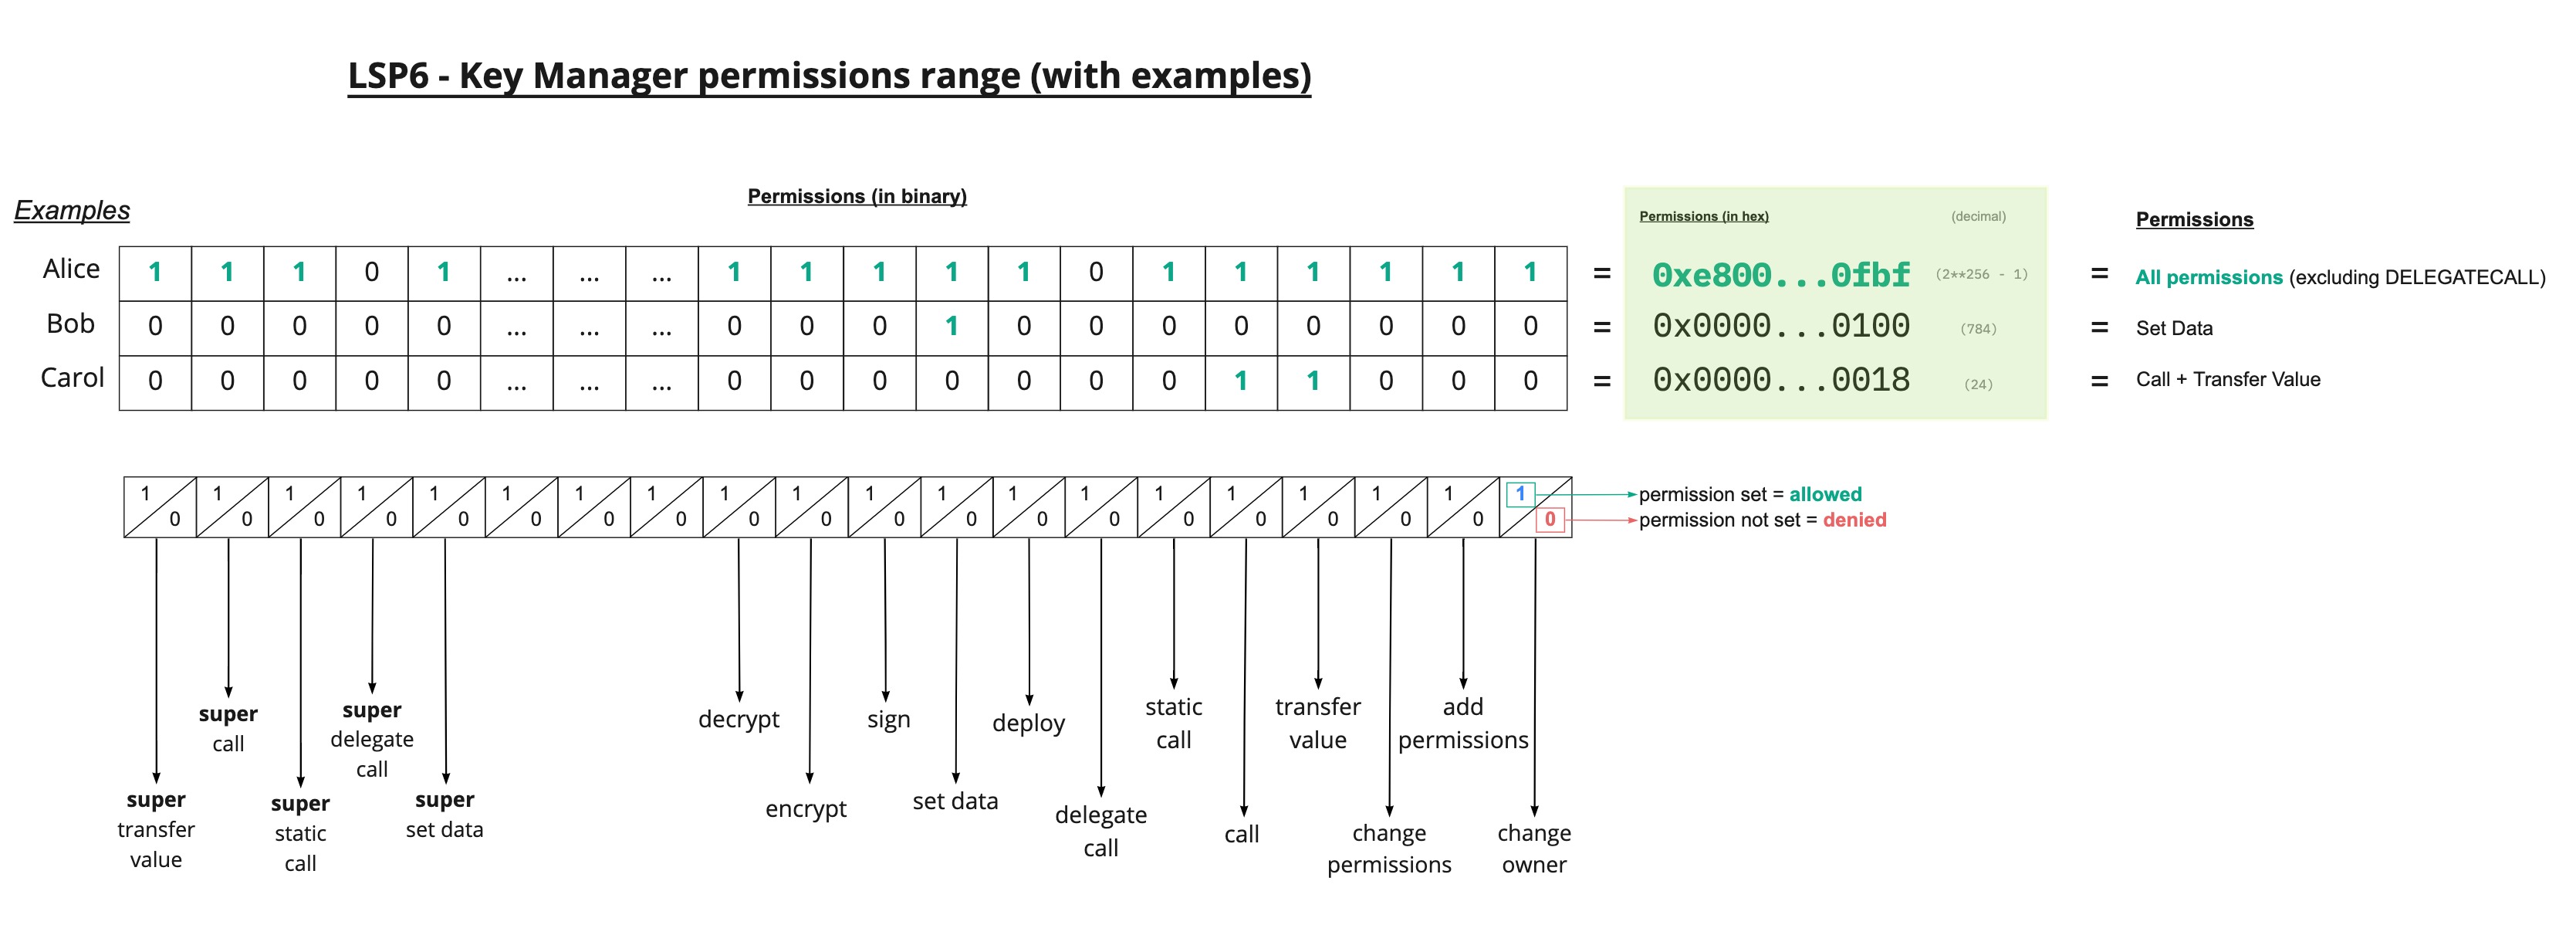 LSP6 - Key Manager permissions range (with examples)
Examples
Permissions (in binary)
Permissions (in hex) (decimal)
Permissions
Alice 1 1 1 0 1 ... ... ... 1 1 1 1 1 0 1 1 1 1 1 1 = 0xe800...0fbf (2**256 - 1) = All permissions (excluding DELEGATECALL)
Bob 0 0 0 0 0 ... ... ... 0 0 0 1 0 0 0 0 0 0 0 0 = 0x0000...0100 (784) = Set Data
Carol 0 0 0 0 0 ... ... ... 0 0 0 0 0 0 0 1 1 0 0 0 = 0x0000...0018 (24) = Call + Transfer Value
1 1 1 1 1 1 1 1 1 1 1 1 1 1 1 1 1 1 1 1 permission set = allowed
0 0 0 0 0 0 0 0 0 0 0 0 0 0 0 0 0 0 0 0 permission not set = denied
super
transfer
value
super
call
super
static
call
super
delegate
call
super
set data
decrypt
encrypt
sign
set data
deploy
delegate
call
static
call
call
transfer
value
change
permissions
add
permissions
change
owner